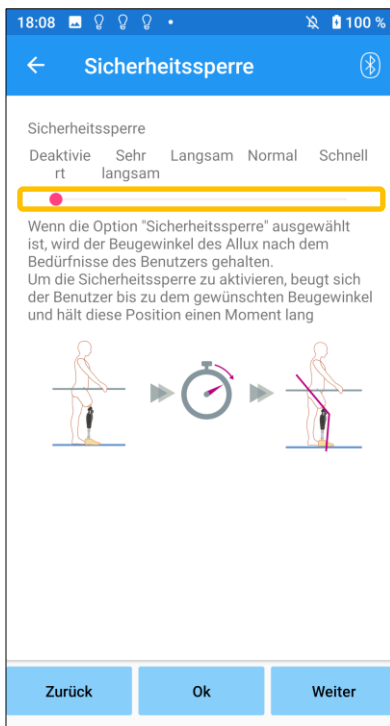 18:08 100 %
Sicherheitssperre
Sicherheitssperre
Deaktivie Sehr Langsam Normal Schnell
rt langsam
Wenn die Option "Sicherheitssperre" ausgewählt
ist, wird der Beugewinkel des Allux nach dem
Bedürfnisse des Benutzers gehalten.
Um die Sicherheitssperre zu aktivieren, beugt sich
der Benutzer bis zu dem gewünschten Beugewinkel
und hält diese Position einen Moment lang
Zurück Ok Weiter